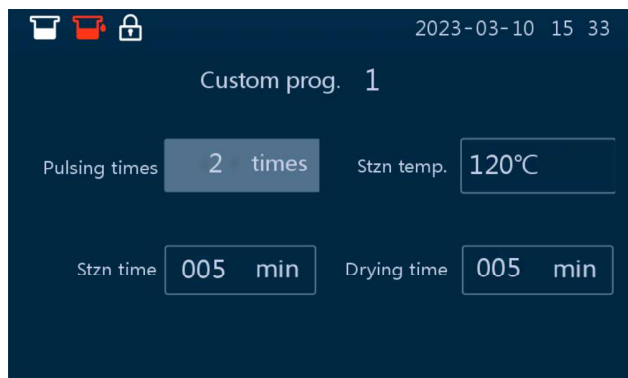 2023-03-10 15 33
Custom prog. 1
Pulsing times 2 times Stzn temp. 120℃
Stzn time 005 min Drying time 005 min